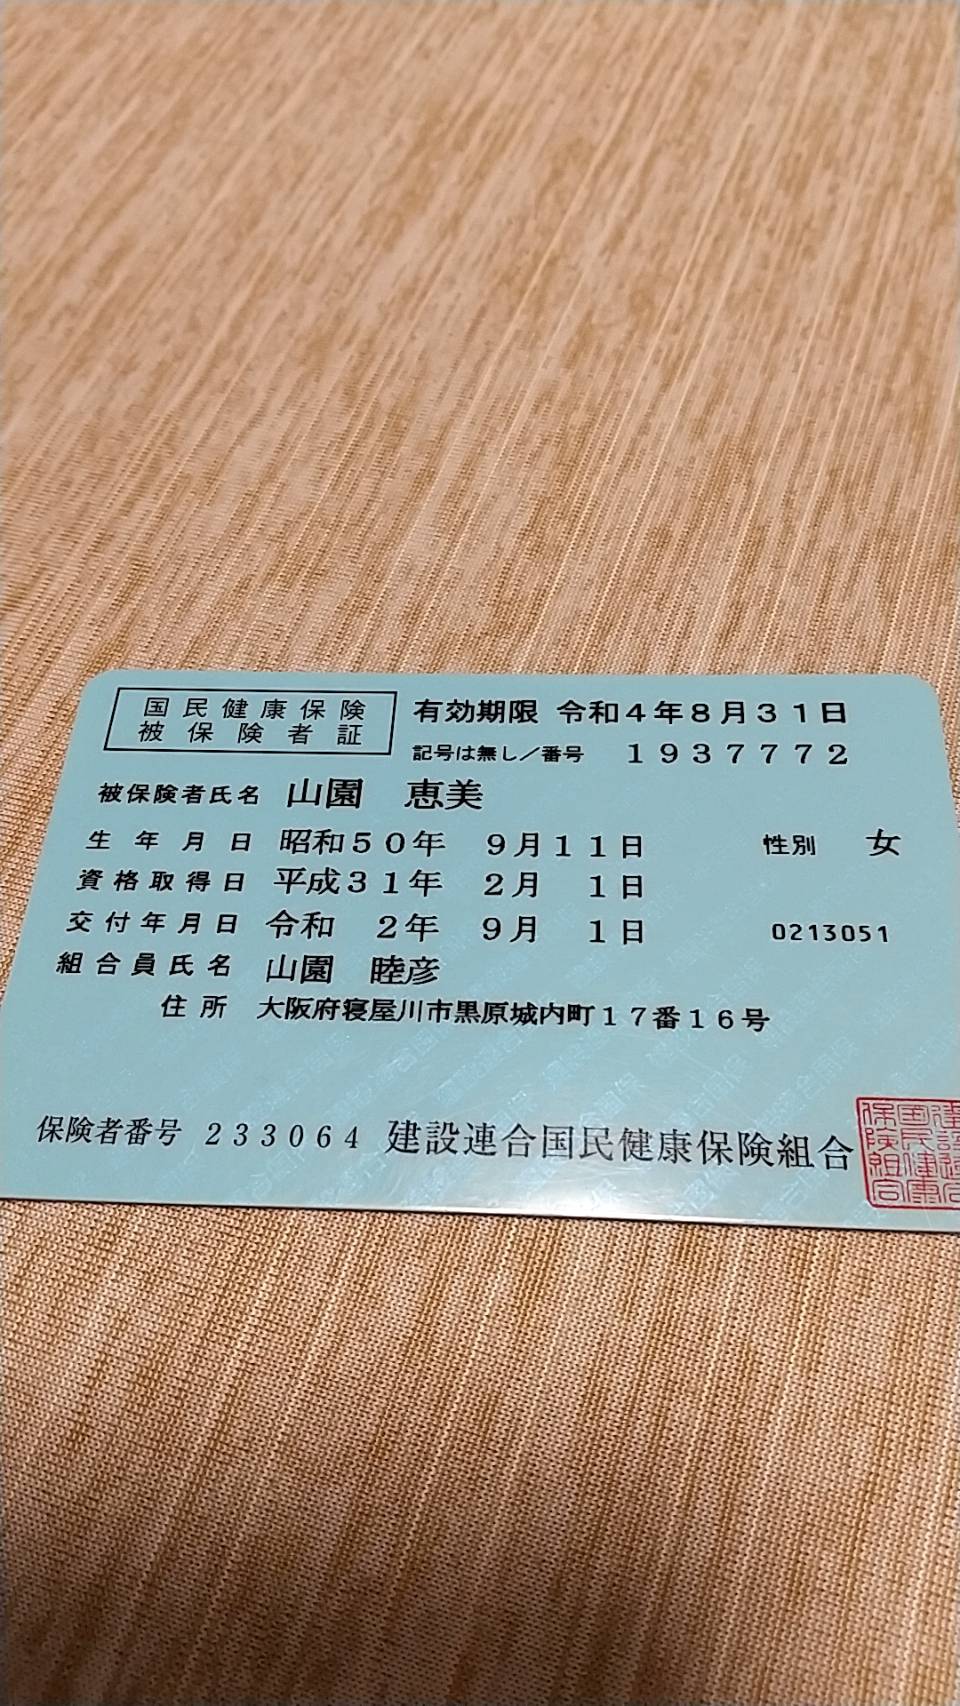 国民健康保険
被保険者証
有効期限 令和4年8月31日
記号は無し／番号 1937772
被保険者氏名 山園 恵美
生年月日 昭和50年 9月11日 性別 女
資格取得日 平成31年 2月 1日
交付年月日 令和 2年 9月 1日 0213051
組合員氏名 山園 睦彦
住所 大阪府寝屋川市黒原城内町17番16号
保険者番号 233064 建設連合国民健康保険組合